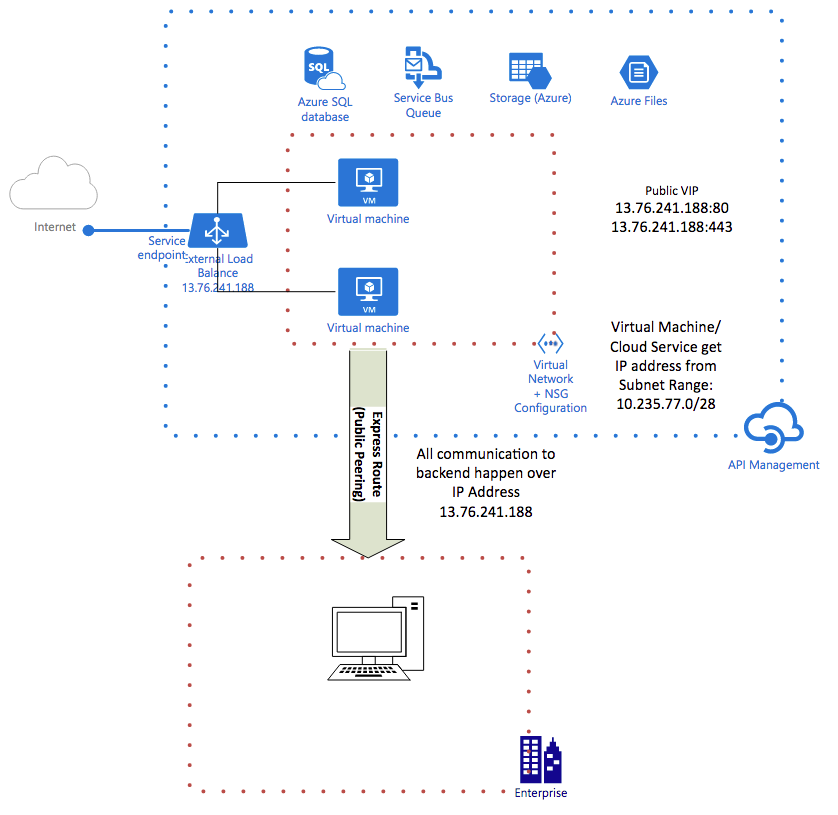 SQL
Azure SQL
database
Service Bus
Queue
Storage (Azure)
Azure Files
Internet
Service
endpoint
External Load
Balance
13.76.241.188
VM
Virtual machine
VM
Virtual machine
Public VIP
13.76.241.188:80
13.76.241.188:443
Virtual Machine/
Cloud Service get
IP address from
Subnet Range:
10.235.77.0/28
Virtual
Network
+ NSG
Configuration
API Management
Express Route
(Public Peering)
All communication to
backend happen over
IP Address
13.76.241.188
Enterprise